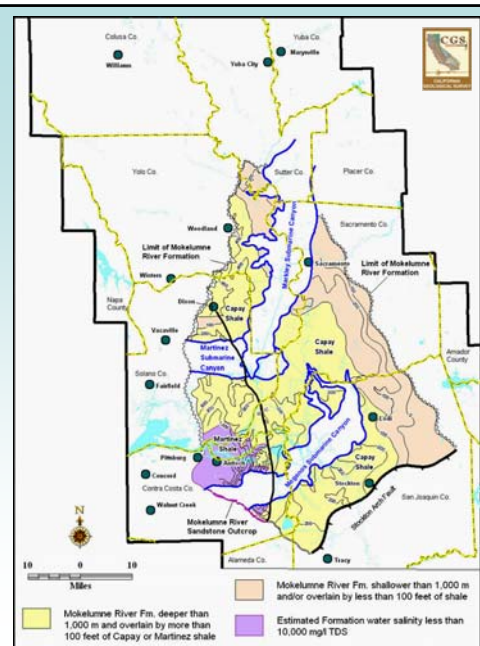 CGS
CALIFORNIA
GEOLOGICAL SURVEY
Colusa Co.
Williams
Yuba Co.
Marysville
Yuba City
Yolo Co.
Sutter Co.
Placer Co.
Woodland
Limit of Mokelumne
River Formation
Markley Submarine Canyon
Sacramento Co.
Sacramento
Limit of Mokelumne
River Formation
Winters
Napa
County
Dixon
Capay
Shale
Vacaville
Martinez
Submarine
Canyon
Capay
Shale
Amador
County
Solano Co.
Fairfield
Lodi
Martinez
Shale
Meganos Submarine Canyon
Capay
Shale
Pittsburg
Antioch
Concord
Stockton
San Joaquin Co.
Contra Costa Co.
Walnut Creek
Mokelumne River
Sandstone Outcrop
Stockton Arch Fault
Alameda Co.
Tracy
N
10 0 10
Miles
Mokelumne River Fm. shallower than 1,000 m
and/or overlain by less than 100 feet of shale
Mokelumne River Fm. deeper than
1,000 m and overlain by more than
100 feet of Capay or Martinez shale
Estimated Formation water salinity less than
10,000 mg/l TDS